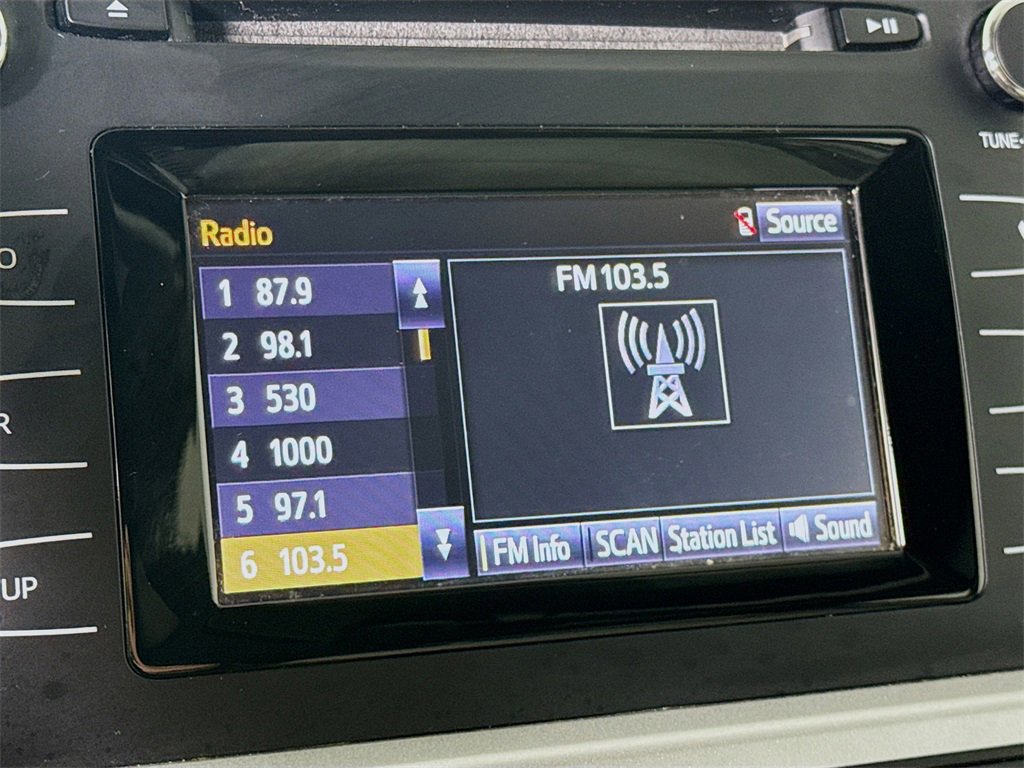 TUNE
Radio
Source
1 87.9
2 98.1
3 530
4 1000
5 97.1
6 103.5
FM 103.5
FM Info
SCAN
Station List
Sound
O
R
UP